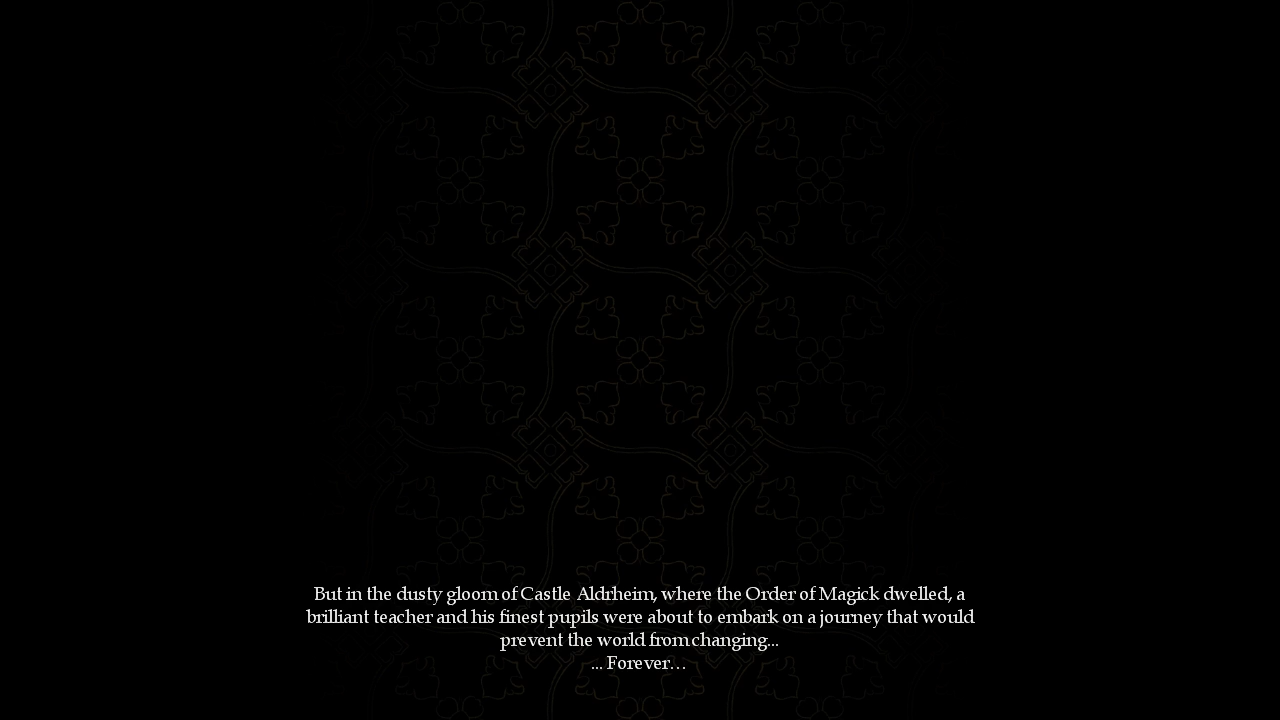 But in the dusty gloom of Castle Aldrheim, where the Order of Magick dwelled, a
brilliant teacher and his finest pupils were about to embark on a journey that would
prevent the world from changing...
... Forever...